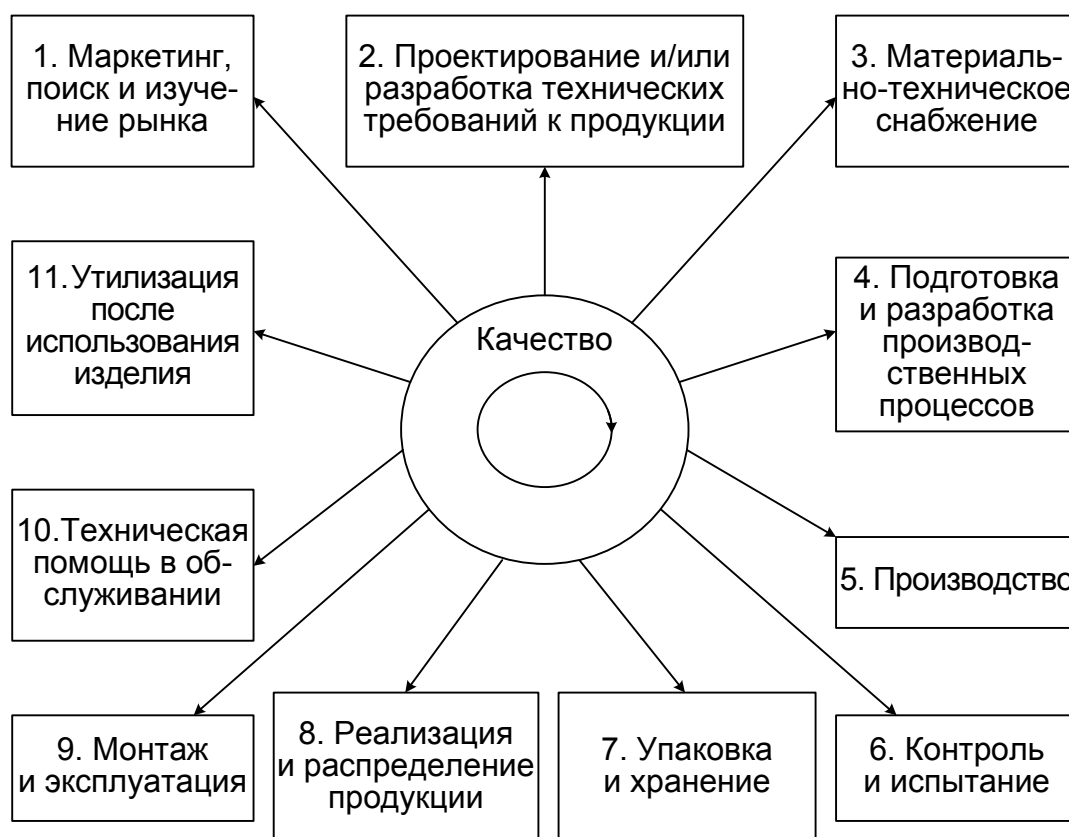 1. Маркетинг,
поиск и изуче-
ние рынка
2. Проектирование и/или
разработка технических
требований к продукции
3. Материаль-
но-техническое
снабжение
11. Утилизация
после
использования
изделия
Качество
4. Подготовка
и разработка
производ-
ственных
процессов
10.Техническая
помощь в об-
служивании
5. Производство
9. Монтаж
и эксплуатация
8. Реализация
и распределение
продукции
7. Упаковка
и хранение
6. Контроль
и испытание